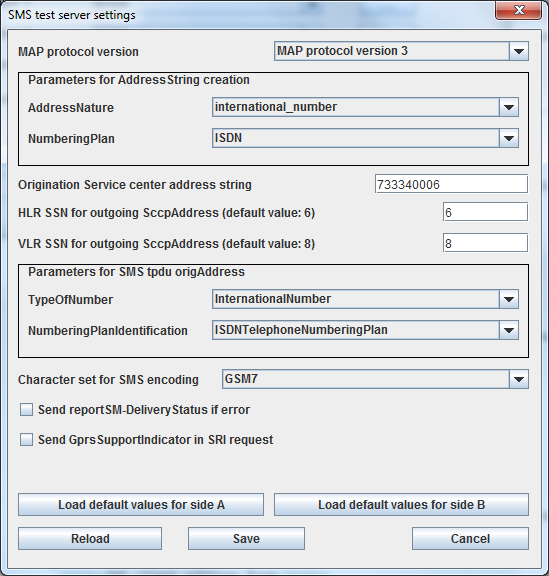 SMS test server settings
MAP protocol version MAP protocol version 3
Parameters for AddressString creation
AddressNature international_number
NumberingPlan ISDN
Origination Service center address string 733340006
HLR SSN for outgoing SccpAddress (default value: 6) 6
VLR SSN for outgoing SccpAddress (default value: 8) 8
Parameters for SMS tpdu origAddress
TypeOfNumber InternationalNumber
NumberingPlanIdentification ISDNTelephoneNumberingPlan
Character set for SMS encoding GSM7
Send reportSM-DeliveryStatus if error
Send GprsSupportIndicator in SRI request
Load default values for side A Load default values for side B
Reload Save Cancel